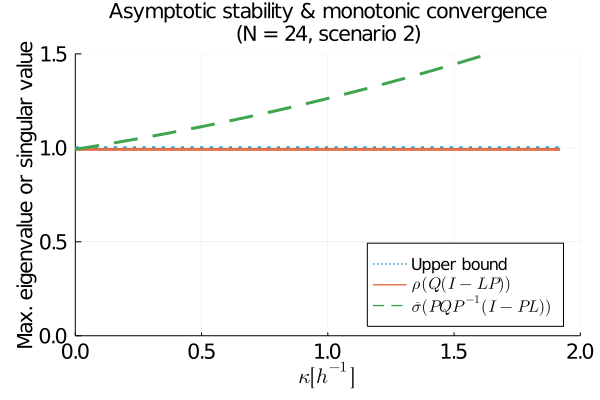 Asymptotic stability & monotonic convergence
(N = 24, scenario 2)
Max. eigenvalue or singular value
1.5
1.0
0.5
0.0
0.0 0.5 1.0 1.5 2.0
κ[h⁻¹]
Upper bound
ρ(Q(I − LP))
σ̄(PQP⁻¹(I − PL))